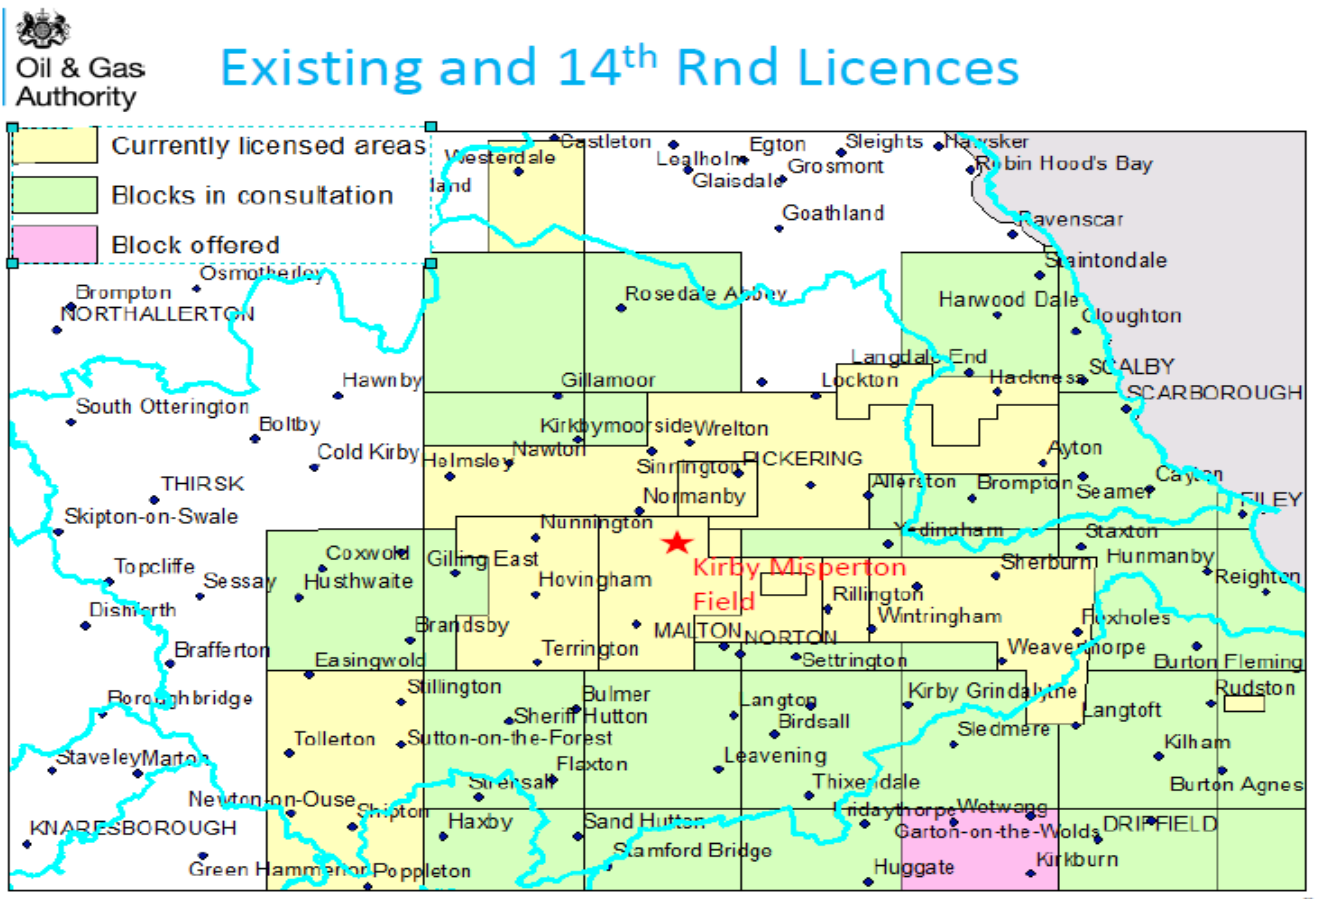 Oil & Gas
Authority
Existing and 14th Rnd Licences
Currently licensed areas
Blocks in consultation
Block offered
Castleton
Westerdale
land
Lealholm
Egton
Sleights
Hawsker
Glaisdale
Grosmont
Robin Hood's Bay
Goathland
Ravenscar
Staintondale
Osmotherley
Brompton
NORTHALLERTON
Rosedale Abbey
Harwood Dale
Cloughton
Langdale End
SCALBY
Hawnby
Gillamoor
Lockton
Hackness
SCARBOROUGH
South Otterington
Boltby
Kirkbymoorside
Wrelton
Cold Kirby
Helmsley
Nawton
Sinnington
PICKERING
Ayton
THIRSK
Normanby
Allerston
Brompton
Seamer
Cayton
FILEY
Skipton-on-Swale
Nunnington
Yedingham
Staxton
Coxwold
Gilling East
Kirby Misperton
Field
Sherburn
Hunmanby
Topcliffe
Sessay
Husthwaite
Hovingham
Rillington
Reighton
Dishforth
Brandsby
MALTON
NORTON
Wintringham
Foxholes
Brafferton
Easingwold
Terrington
Settrington
Weaverthorpe
Burton Fleming
Boroughbridge
Stillington
Bulmer
Langton
Kirby Grindalythe
Rudston
Sheriff Hutton
Birdsall
Sledmere
Langtoft
Tollerton
Sutton-on-the-Forest
Kilham
Staveley
Marton
Flaxton
Leavening
Strensall
Thixendale
Burton Agnes
Newton-on-Ouse
Shipton
Fridaythorpe
Wetwang
KNARESBOROUGH
Haxby
Sand Hutton
Garton-on-the-Wolds
DRIFFIELD
Stamford Bridge
Kirkburn
Green Hammerton
Poppleton
Huggate